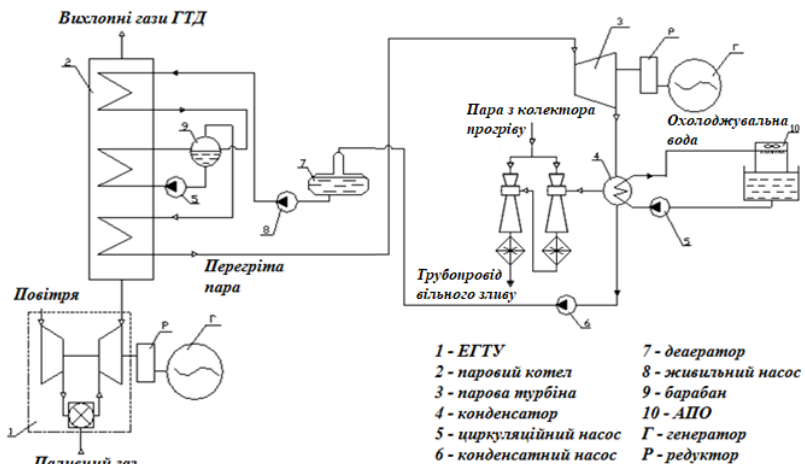 Вихлопні гази ГТД
2
9
5
7
8
3
Р
Г
Пара з колектора
прогріву
Охолоджувальна
вода
10
4
5
Перегріта
пара
Трубопровід
вільного зливу
6
Повітря
Р
Г
1
Паливний газ
1 - ЕГТУ
2 - паровий котел
3 - парова турбіна
4 - конденсатор
5 - циркуляційний насос
6 - конденсатний насос
7 - деаератор
8 - живильний насос
9 - барабан
10 - АПО
Г - генератор
Р - редуктор